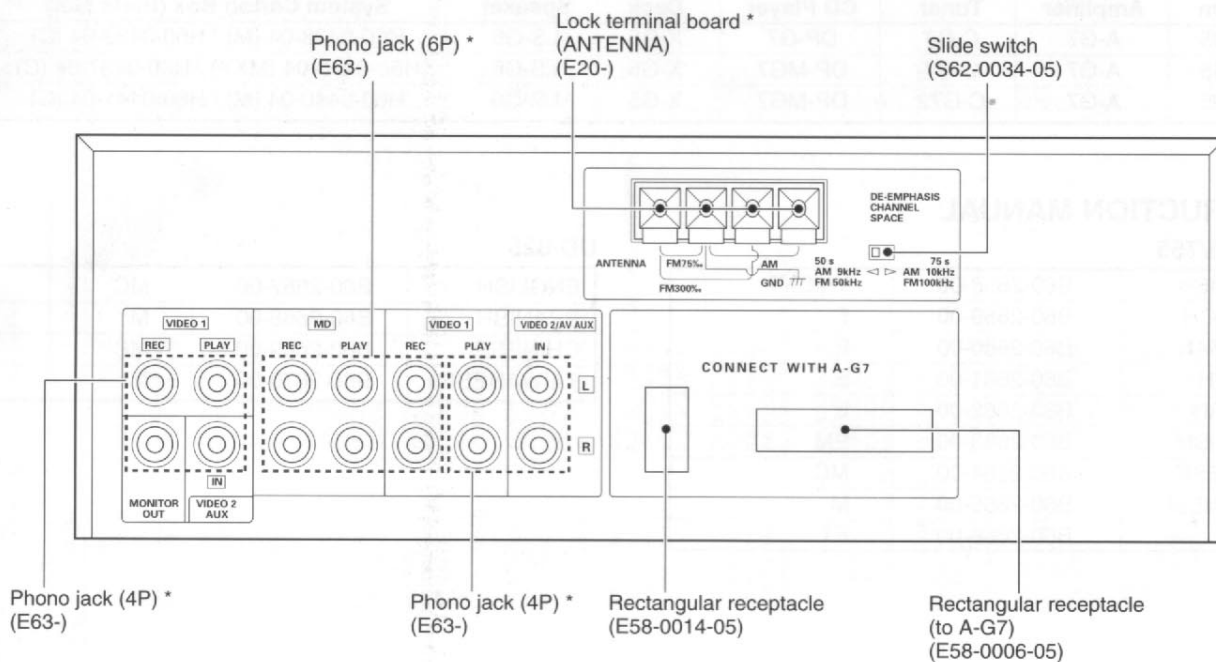 Lock terminal board *
(ANTENNA)
(E20-)
Phono jack (6P) *
(E63-)
Slide switch
(S62-0034-05)
DE-EMPHASIS
CHANNEL
SPACE
ANTENNA
FM75‰
AM
FM300‰
GND
50 s
AM 9kHz
FM 50kHz
75 s
AM 10kHz
FM100kHz
VIDEO 1
MD
VIDEO 1
VIDEO 2/AV AUX
REC
PLAY
REC
PLAY
REC
PLAY
IN
L
R
CONNECT WITH A-G7
IN
MONITOR
OUT
VIDEO 2
AUX
Phono jack (4P) *
(E63-)
Phono jack (4P) *
(E63-)
Rectangular receptacle
(E58-0014-05)
Rectangular receptacle
(to A-G7)
(E58-0006-05)